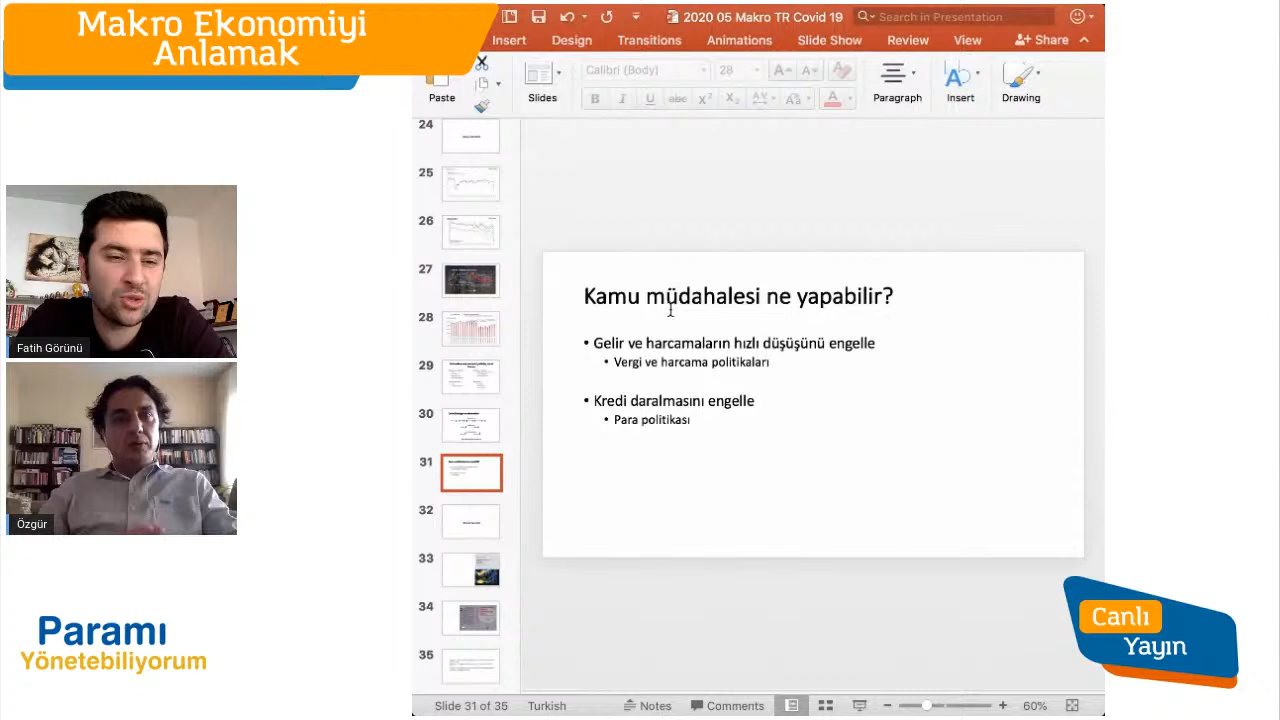 Makro Ekonomiyi
Anlamak
2020 05 Makro TR Covid 19
Search in Presentation
Insert
Design
Transitions
Animations
Slide Show
Review
View
Share
Paste
Slides
Calibri (Body)
28
Paragraph
Insert
Drawing
24
25
26
27
28
29
30
31
32
33
34
35
Kamu müdahalesi ne yapabilir?
• Gelir ve harcamaların hızlı düşüşünü engelle
• Vergi ve harcama politikaları
• Kredi daralmasını engelle
• Para politikası
Fatih Görünü
Özgür
Paramı
Yönetebiliyorum
Canlı
Yayın
Slide 31 of 35
Turkish
Notes
Comments
60%